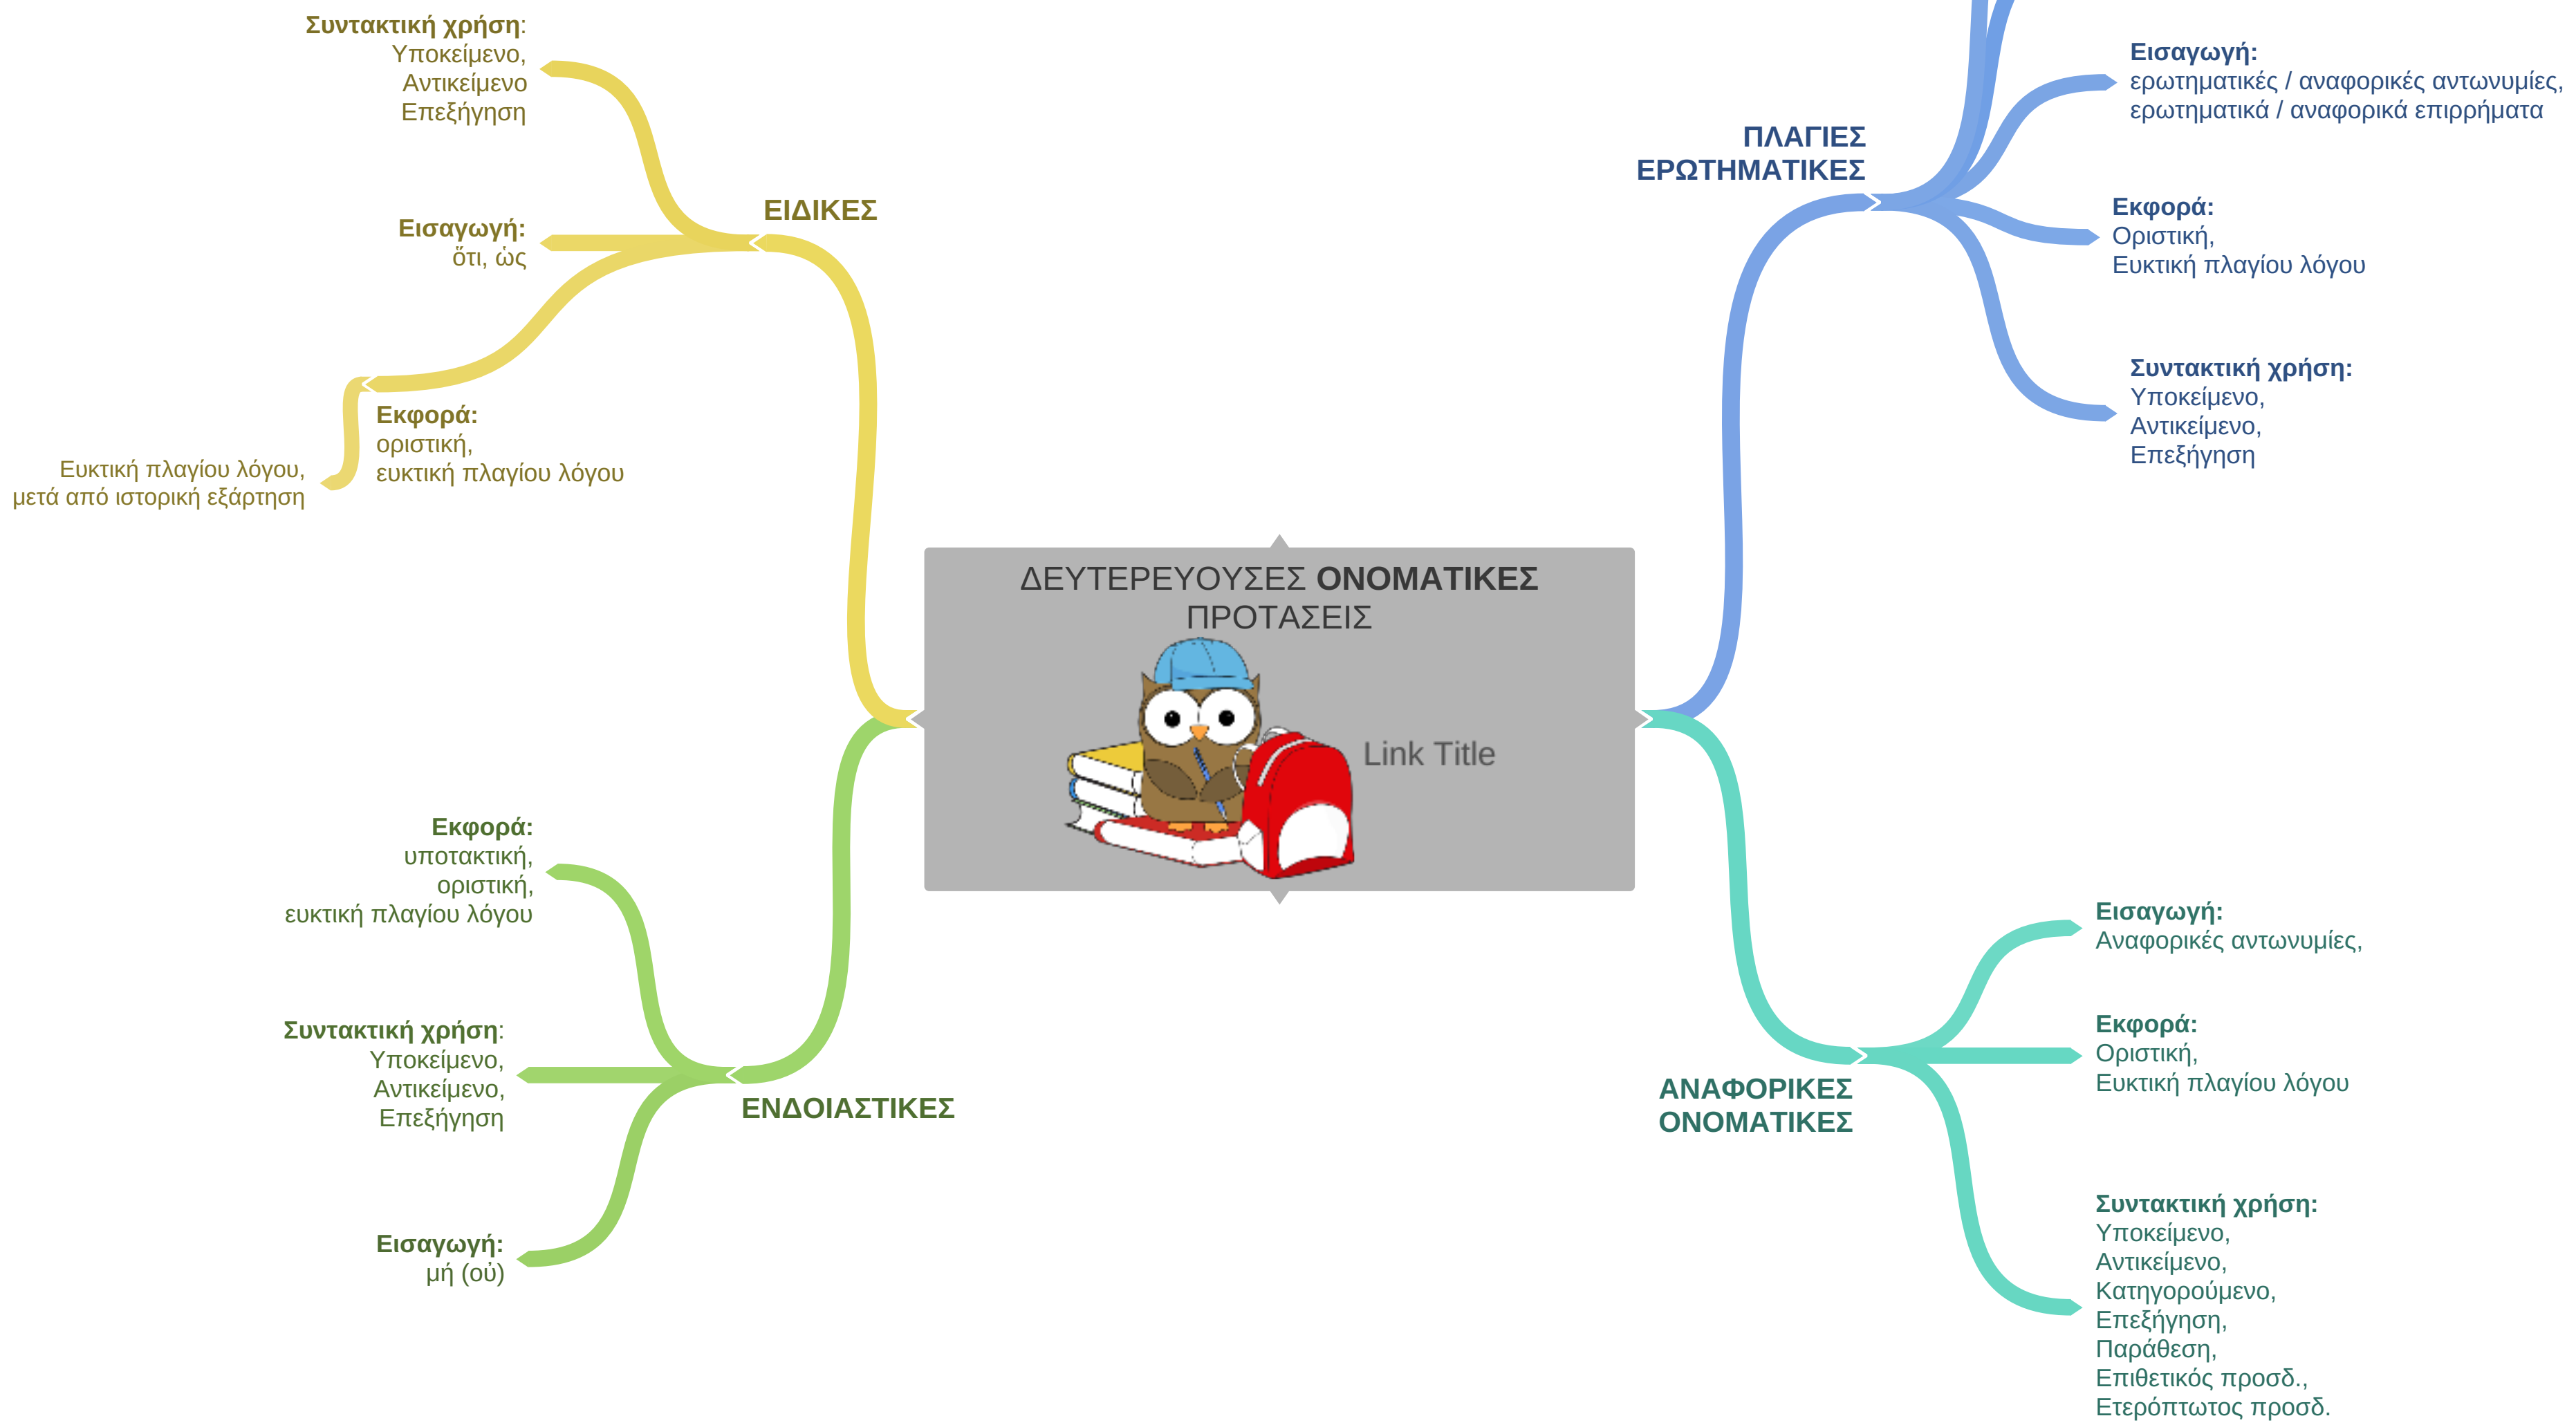 ΔΕΥΤΕΡΕΥΟΥΣΕΣ ΟΝΟΜΑΤΙΚΕΣ
ΠΡΟΤΑΣΕΙΣ
Link Title
ΕΙΔΙΚΕΣ
Συντακτική χρήση:
Υποκείμενο,
Αντικείμενο
Επεξήγηση
Εισαγωγή:
ὅτι, ὡς
Εκφορά:
οριστική,
ευκτική πλαγίου λόγου
Ευκτική πλαγίου λόγου,
μετά από ιστορική εξάρτηση
ΕΝΔΟΙΑΣΤΙΚΕΣ
Εκφορά:
υποτακτική,
οριστική,
ευκτική πλαγίου λόγου
Συντακτική χρήση:
Υποκείμενο,
Αντικείμενο,
Επεξήγηση
Εισαγωγή:
μή (οὐ)
ΠΛΑΓΙΕΣ
ΕΡΩΤΗΜΑΤΙΚΕΣ
Εισαγωγή:
ερωτηματικές / αναφορικές αντωνυμίες,
ερωτηματικά / αναφορικά επιρρήματα
Εκφορά:
Οριστική,
Ευκτική πλαγίου λόγου
Συντακτική χρήση:
Υποκείμενο,
Αντικείμενο,
Επεξήγηση
ΑΝΑΦΟΡΙΚΕΣ
ΟΝΟΜΑΤΙΚΕΣ
Εισαγωγή:
Αναφορικές αντωνυμίες,
Εκφορά:
Οριστική,
Ευκτική πλαγίου λόγου
Συντακτική χρήση:
Υποκείμενο,
Αντικείμενο,
Κατηγορούμενο,
Επεξήγηση,
Παράθεση,
Επιθετικός προσδ.,
Ετερόπτωτος προσδ.